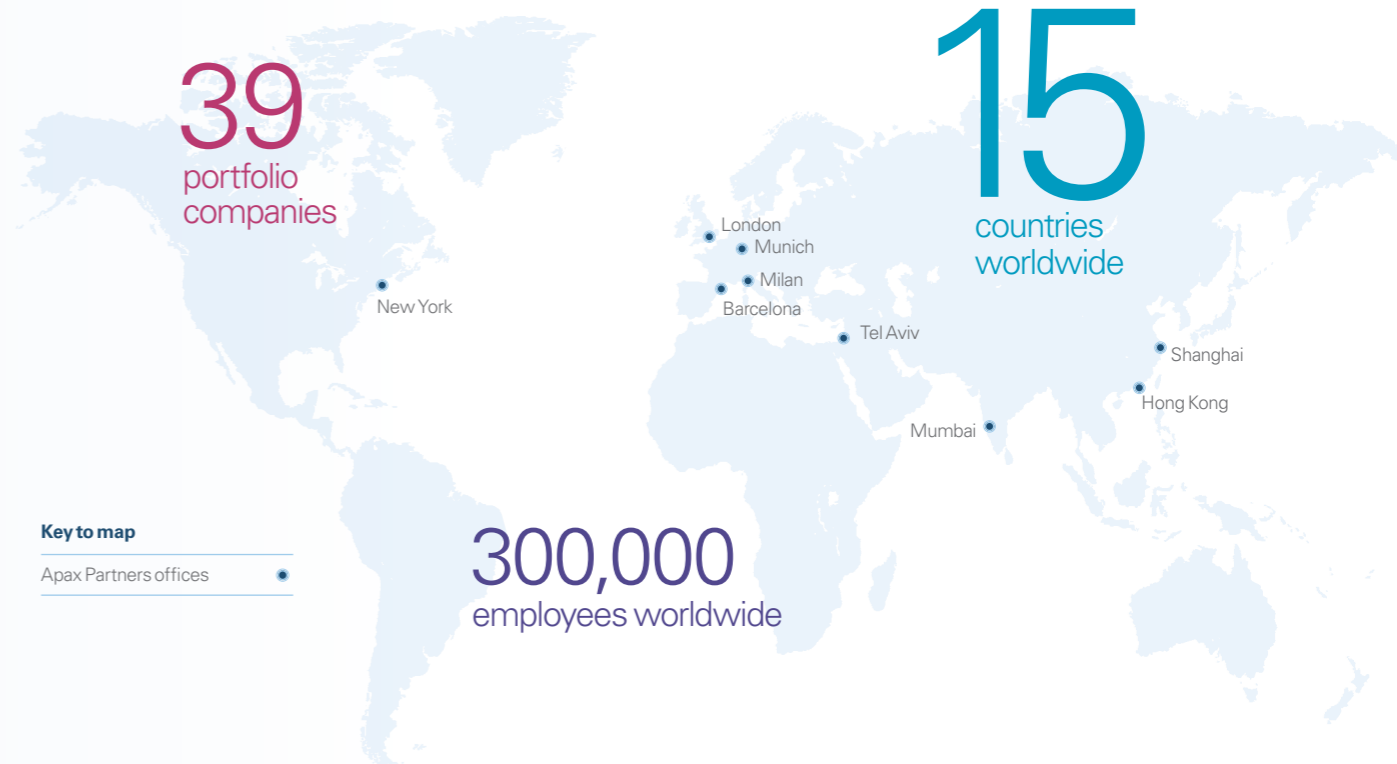 39
portfolio
companies
15
countries
worldwide
London
Munich
Milan
Barcelona
New York
Tel Aviv
Shanghai
Hong Kong
Mumbai
Key to map
Apax Partners offices
300,000
employees worldwide